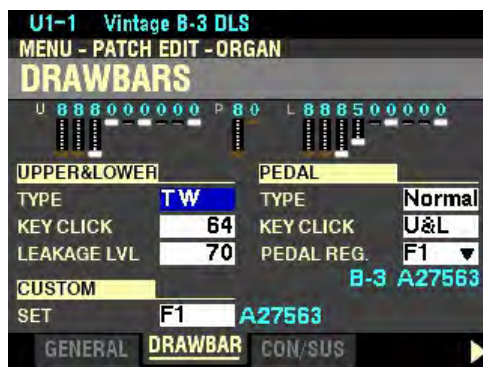 U1-1 Vintage B-3 DLS
MENU - PATCH EDIT - ORGAN
DRAWBARS
U 888000000 P 80 L 888500000
UPPER&LOWER PEDAL
TYPE TW TYPE Normal
KEY CLICK 64 KEY CLICK U&L
LEAKAGE LVL 70 PEDAL REG. F1 ▼
B-3 A27563
CUSTOM
SET F1 A27563
GENERAL DRAWBAR CON/SUS